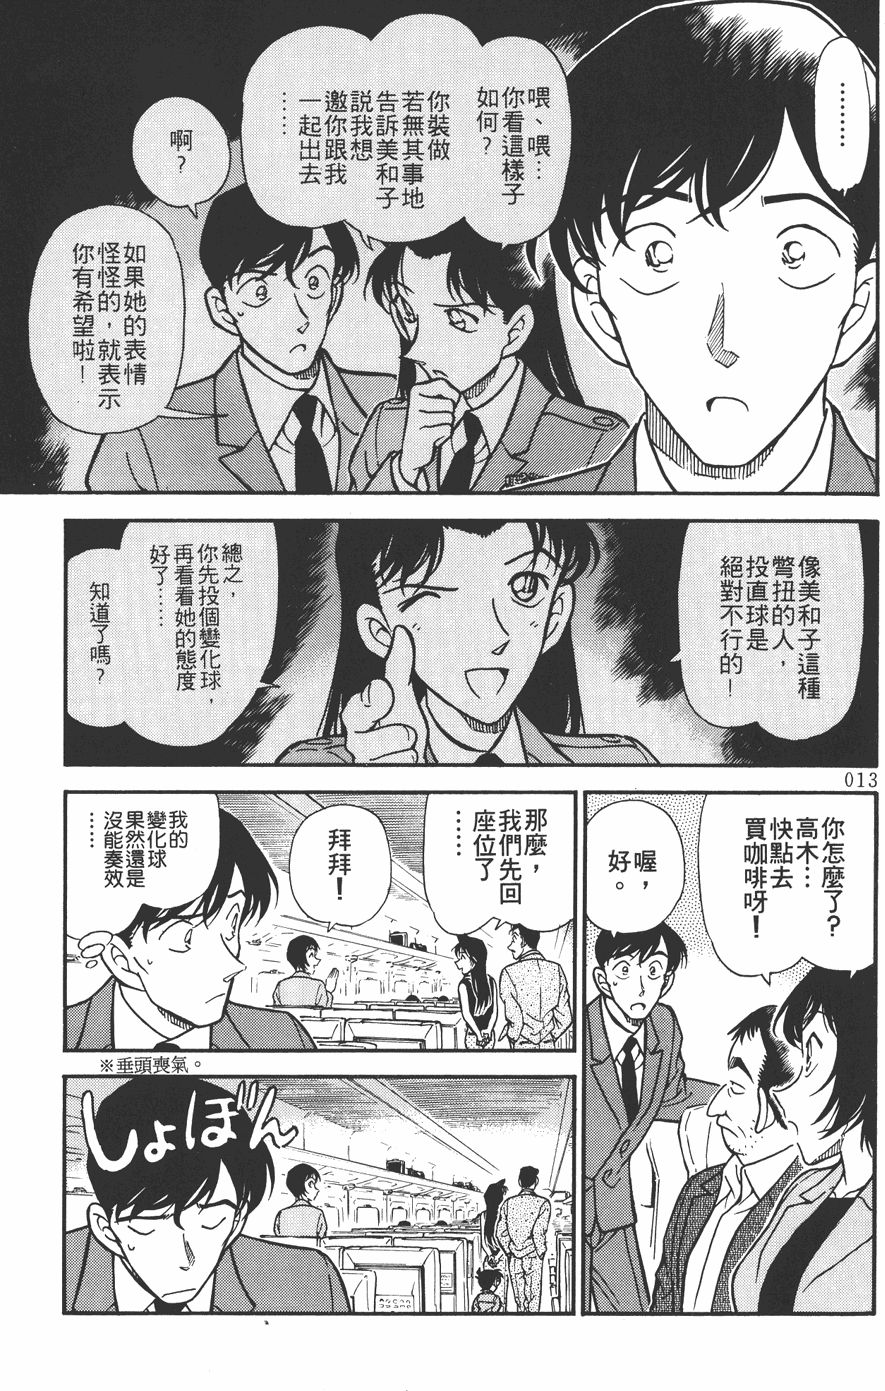 ………
喂、喂…
你看這樣子
如何？
你裝做
若無其事地
告訴美和子
說我想
邀你跟我
一起出去
……
啊？
如果她的表情
怪怪的，就表示
你有希望啦！
像美和子這種
彆扭的人，
投直球是
絕對不行的！
總之，
你先投個變化球，
再看看她的態度
好了……
知道了嗎？
013
你怎麼了？
高木…
快點去
買咖啡呀！
喔，
好。
那麼，
我們先回
座位了
……
拜拜！
我的
變化球
果然還是
沒能奏效
……
※垂頭喪氣。
しょぼん